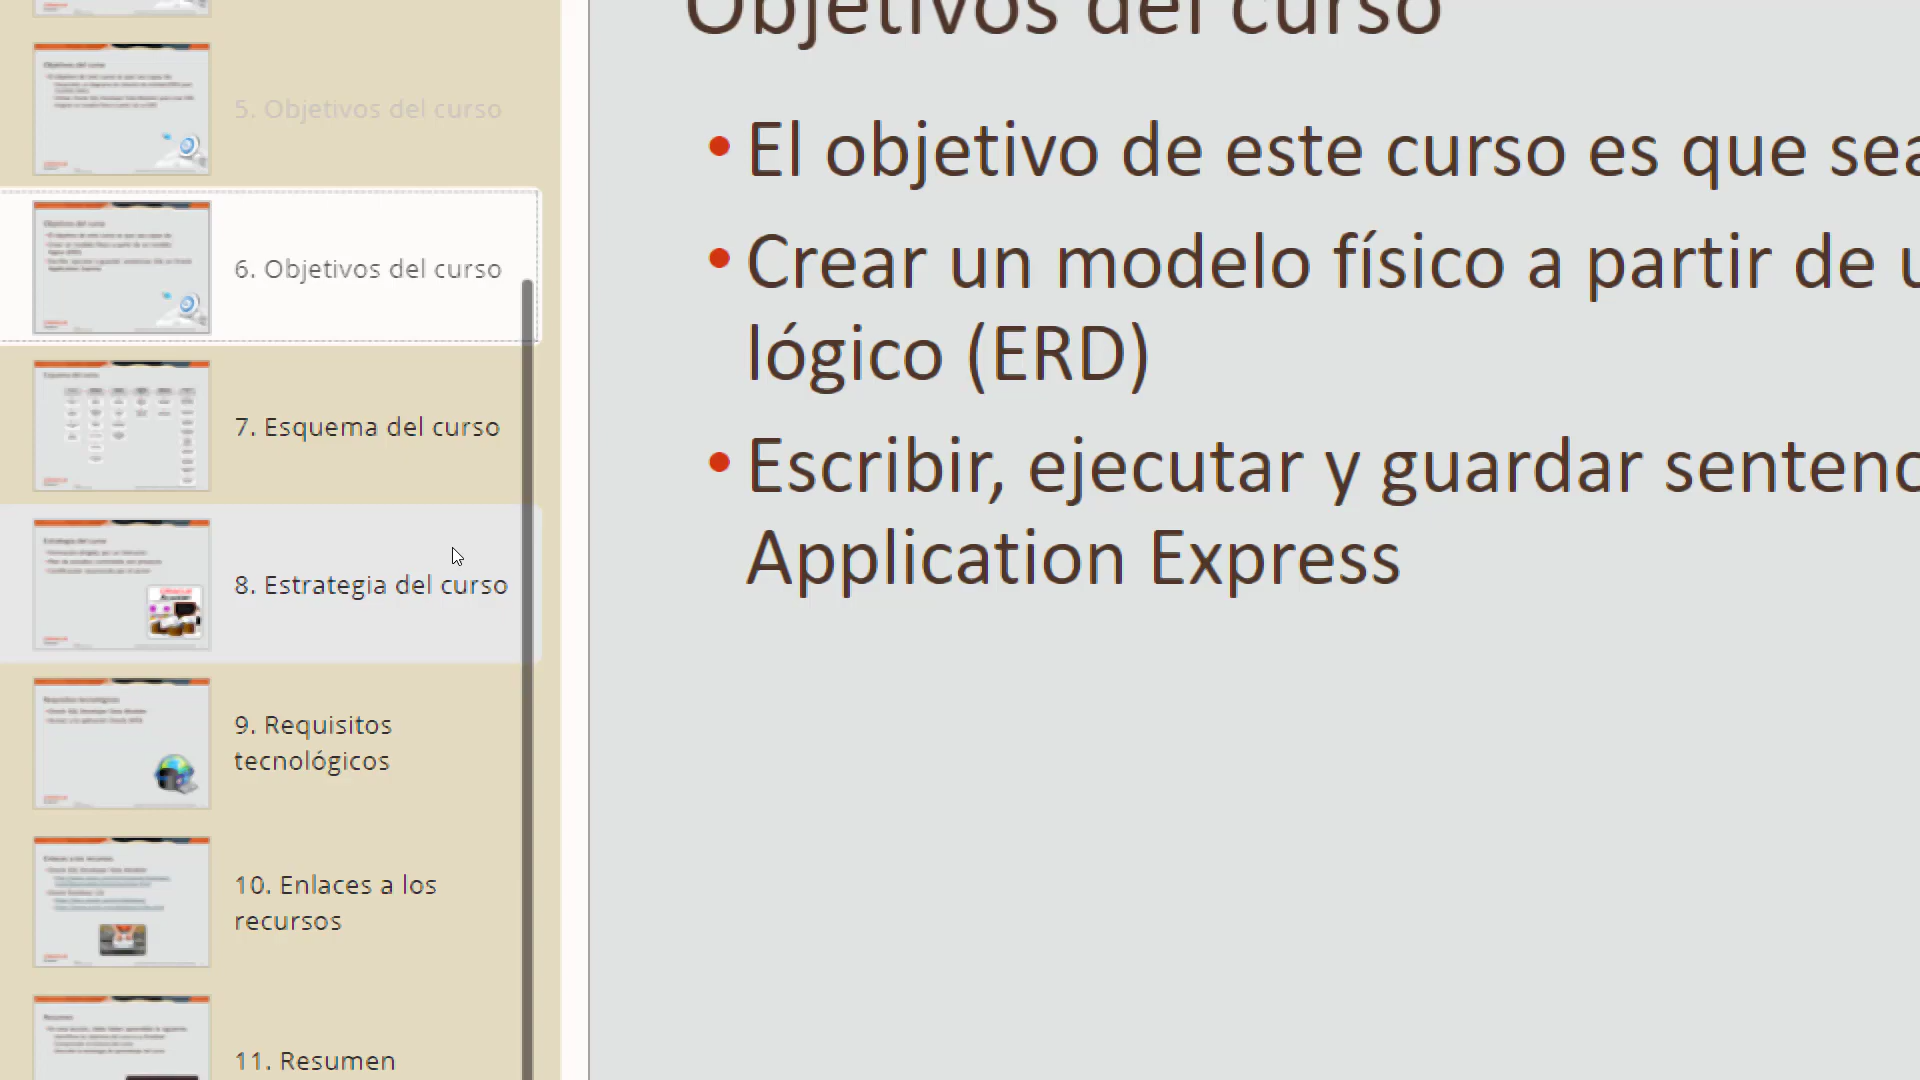 5. Objetivos del curso
6. Objetivos del curso
7. Esquema del curso
8. Estrategia del curso
9. Requisitos
tecnológicos
10. Enlaces a los
recursos
11. Resumen
Objetivos del curso
• El objetivo de este curso es que sea
• Crear un modelo físico a partir de u
lógico (ERD)
• Escribir, ejecutar y guardar sentenc
Application Express